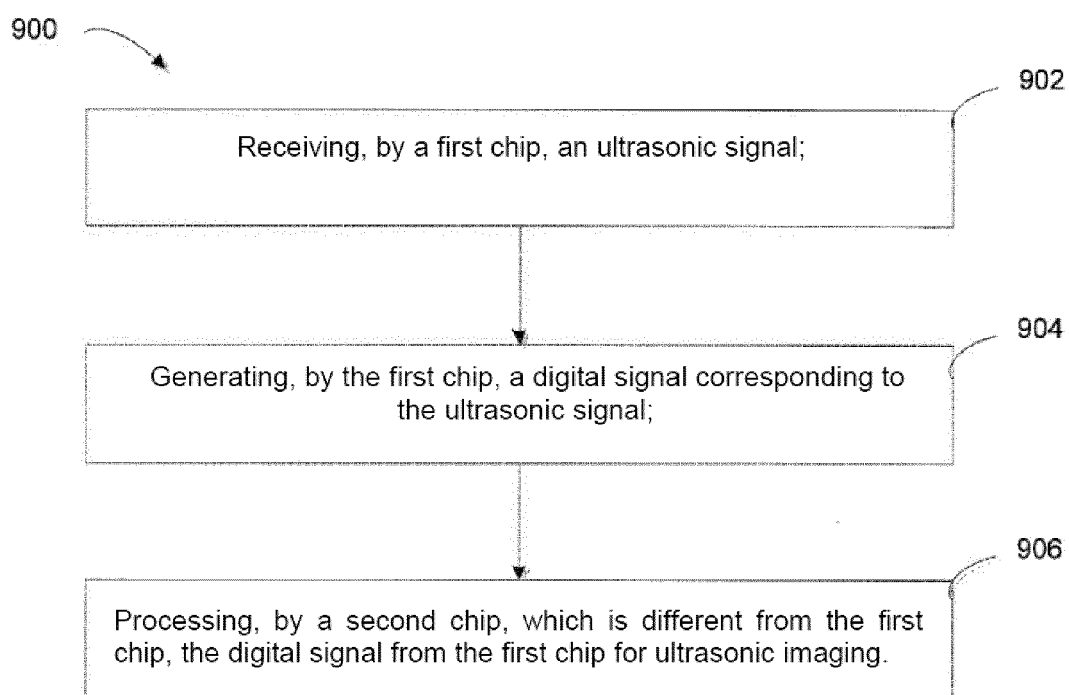 900
902
Receiving, by a first chip, an ultrasonic signal;
904
Generating, by the first chip, a digital signal corresponding to
the ultrasonic signal;
906
Processing, by a second chip, which is different from the first
chip, the digital signal from the first chip for ultrasonic imaging.